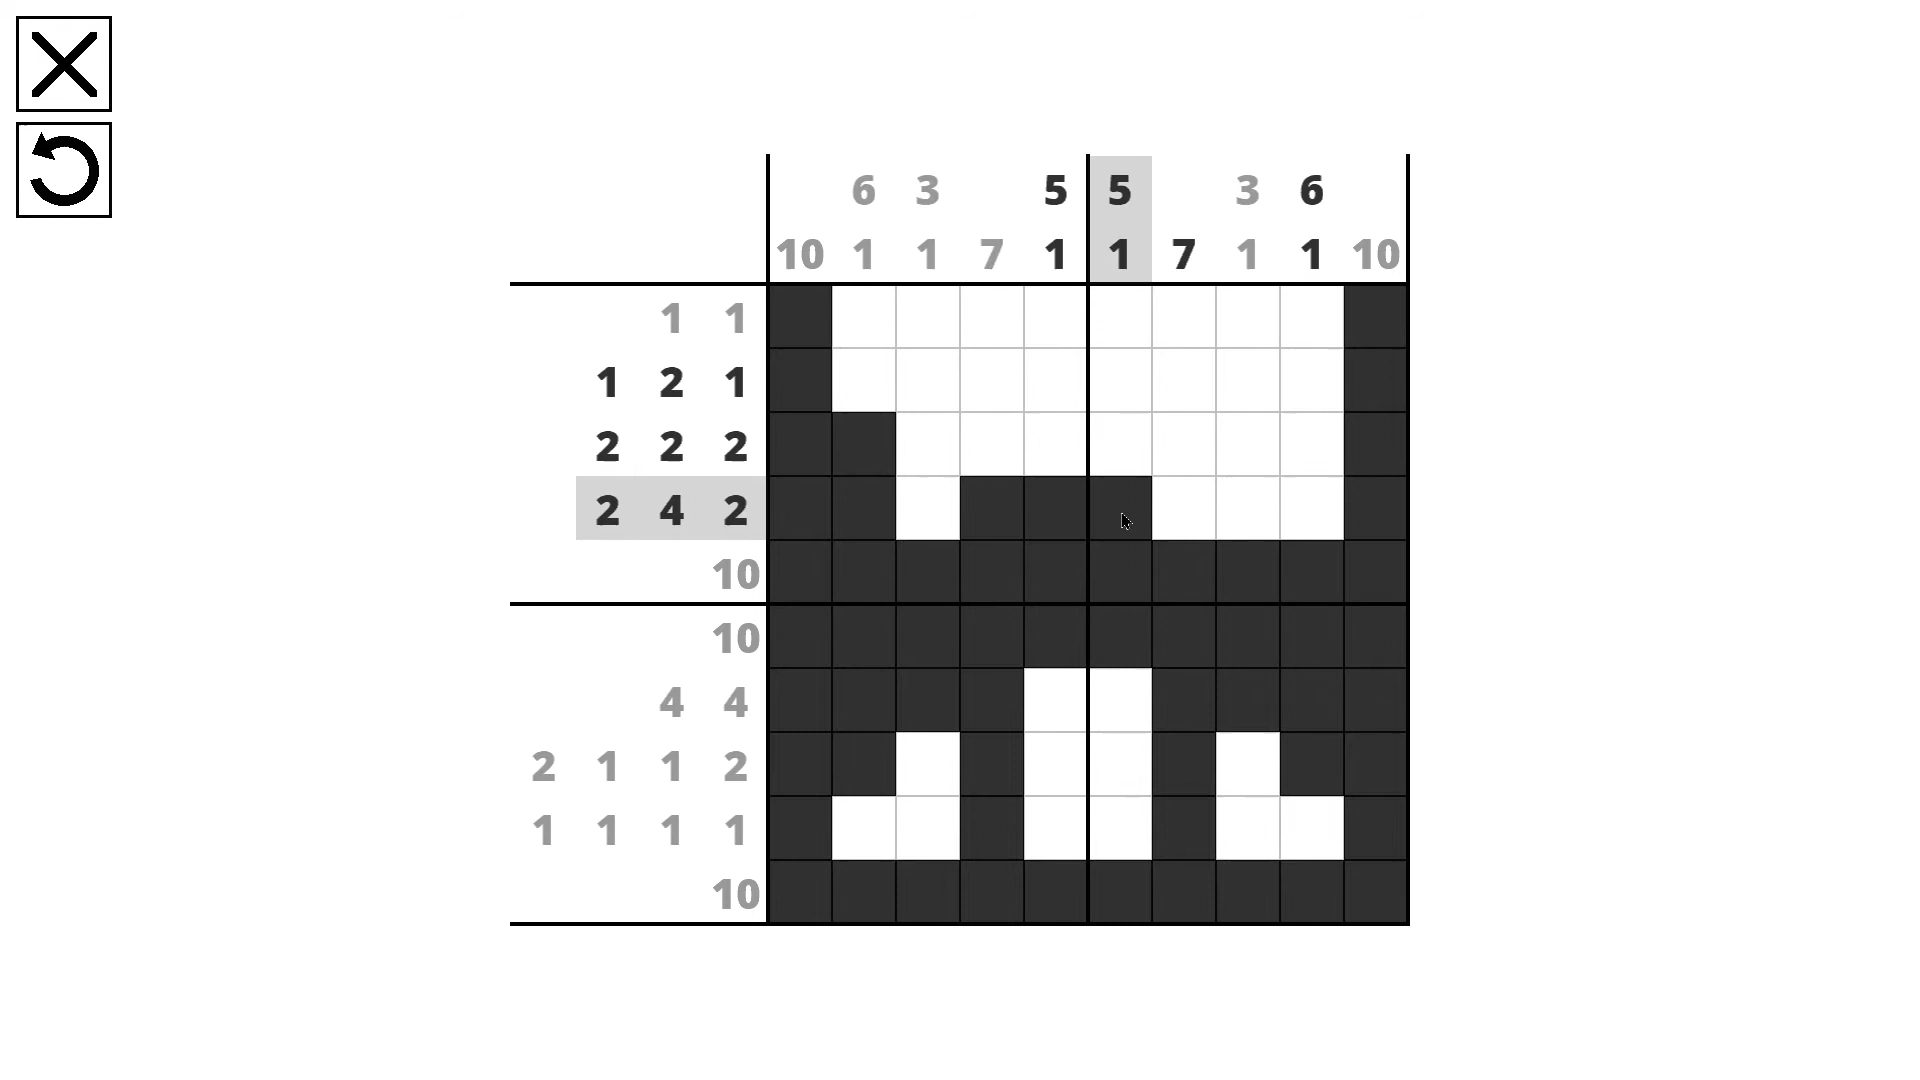 6 3 5 5 3 6
10 1 1 7 1 1 7 1 1 10
1 1
1 2 1
2 2 2
2 4 2
10
10
4 4
2 1 1 2
1 1 1 1
10